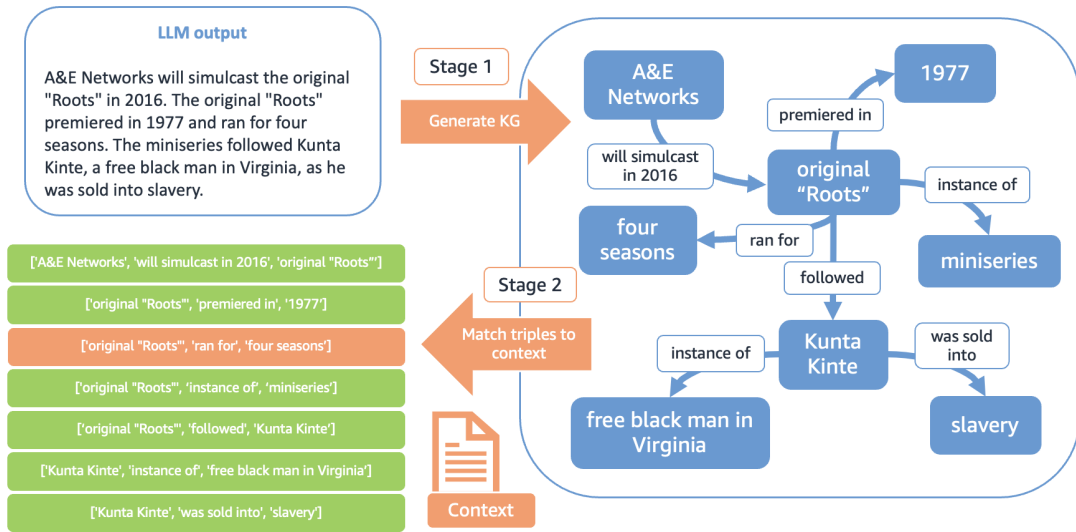 LLM output
A&E Networks will simulcast the original
"Roots" in 2016. The original "Roots"
premiered in 1977 and ran for four
seasons. The miniseries followed Kunta
Kinte, a free black man in Virginia, as he
was sold into slavery.
Stage 1
Generate KG
A&E
Networks
1977
premiered in
will simulcast
in 2016
original
“Roots”
instance of
four
seasons
ran for
miniseries
followed
Kunta
Kinte
instance of
was sold
into
free black man in
Virginia
slavery
Stage 2
Match triples to
context
['A&E Networks', 'will simulcast in 2016', 'original "Roots"']
['original "Roots"', 'premiered in', '1977']
['original "Roots"', 'ran for', 'four seasons']
['original "Roots"', 'instance of', 'miniseries']
['original "Roots"', 'followed', 'Kunta Kinte']
['Kunta Kinte', 'instance of', 'free black man in Virginia']
['Kunta Kinte', 'was sold into', 'slavery']
Context